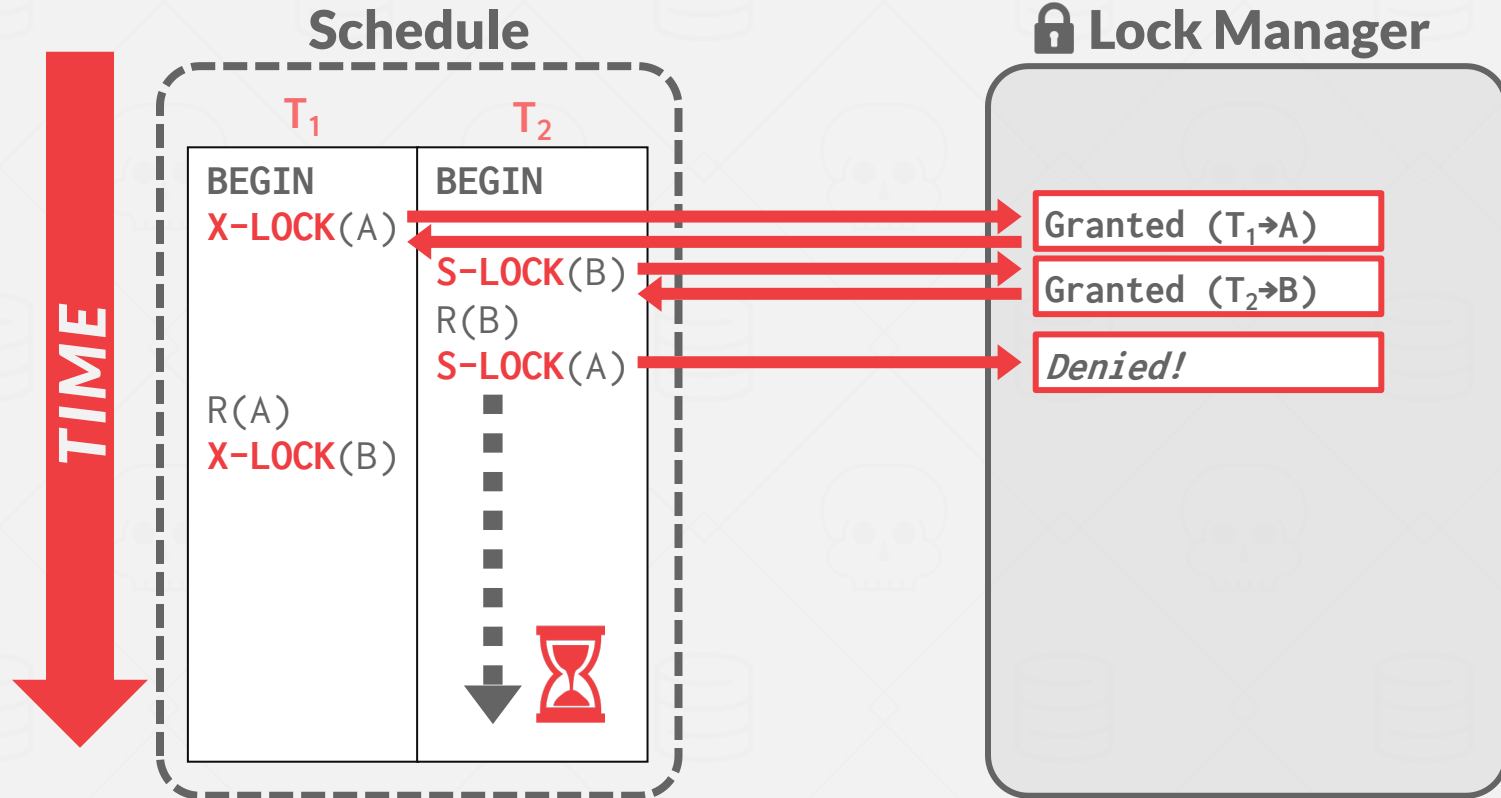 Schedule
Lock Manager
TIME
T₁
T₂
BEGIN
X-LOCK(A)
R(A)
X-LOCK(B)
BEGIN
S-LOCK(B)
R(B)
S-LOCK(A)
Granted (T₁→A)
Granted (T₂→B)
Denied!